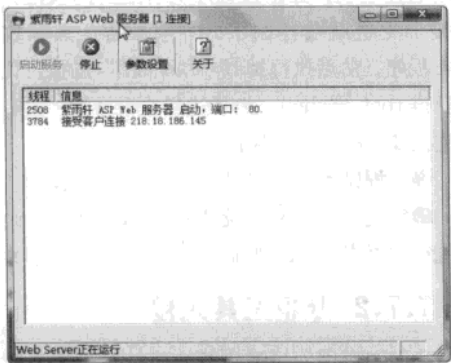 紫雨轩 ASP Web 服务器 [1 连接]
启动服务 停止 参数设置 关于
线程 信息
2508 紫雨轩 ASP Web 服务器 启动，端口： 80.
3784 接受客户连接 218.18.186.145
Web Server正在运行